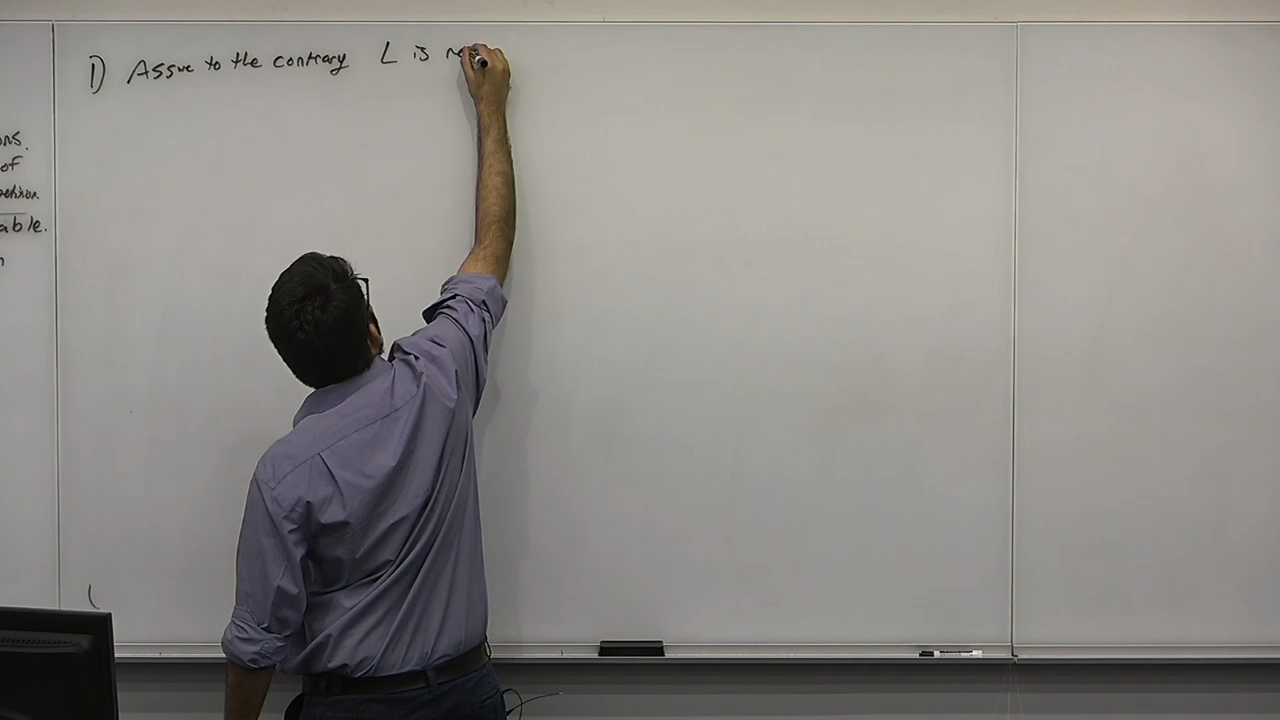 ons.
of
able.
1) Assue to the contrary L is re